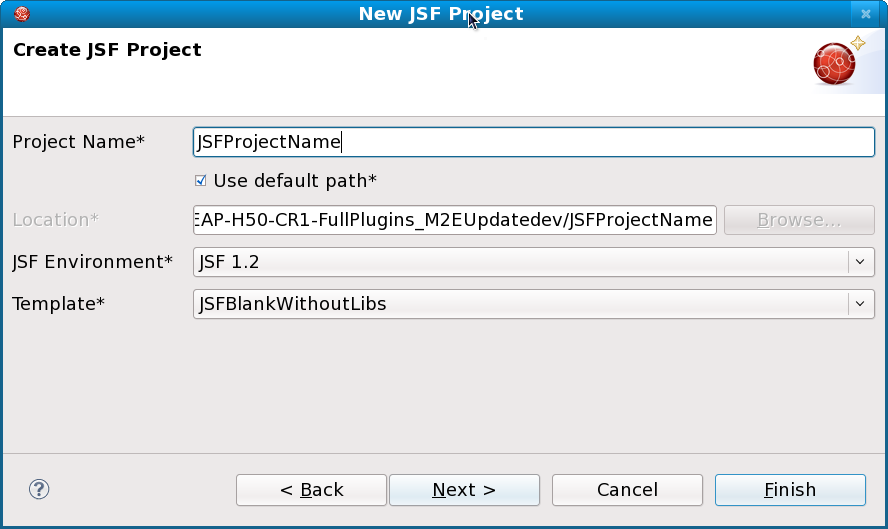 New JSF Project
Create JSF Project
Project Name* JSFProjectName
Use default path*
Location* EAP-H50-CR1-FullPlugins_M2EUpdatedev/JSFProjectName Browse...
JSF Environment* JSF 1.2
Template* JSFBlankWithoutLibs
? < Back Next > Cancel Finish